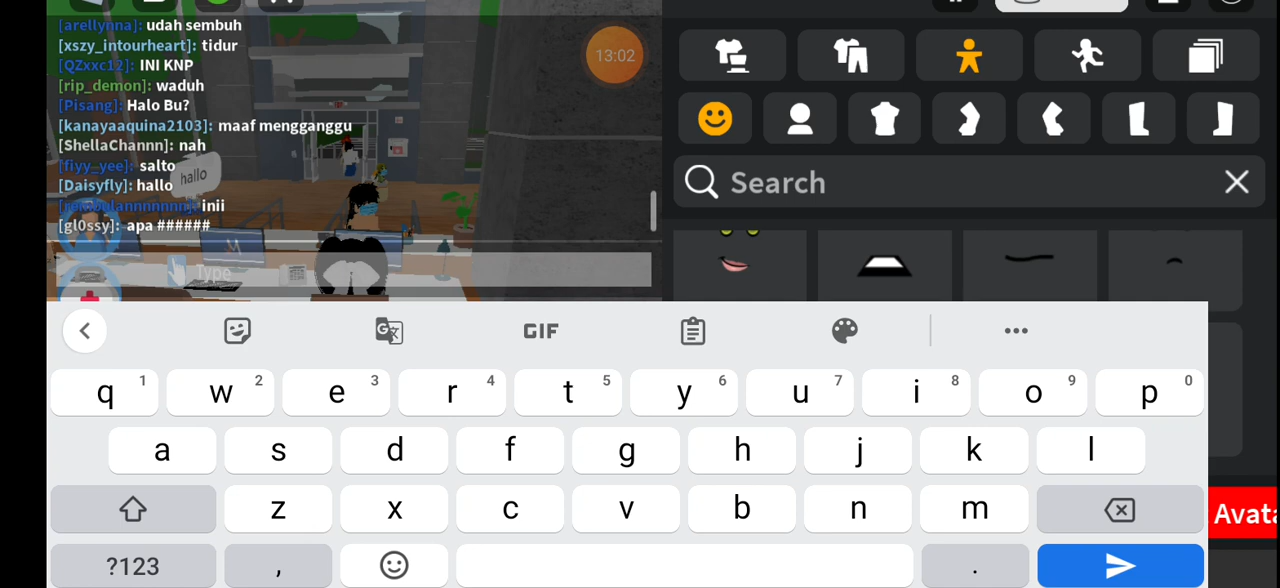 [arellynna]: udah sembuh
[xszy_intourheart]: tidur
[QZxxc12]: INI KNP
[rip_demon]: waduh
[Pisang]: Halo Bu?
[kanayaaquina2103]: maaf mengganggu
[ShellaChannn]: nah
[fiyy_yee]: salto
[Daisyfly]: hallo
inii
[gl0ssy]: apa ######
hallo
Type
13:02
Search
GIF
q 1 w 2 e 3 r 4 t 5 y 6 u 7 i 8 o 9 p 0
a s d f g h j k l
z x c v b n m
?123 , .
Avata